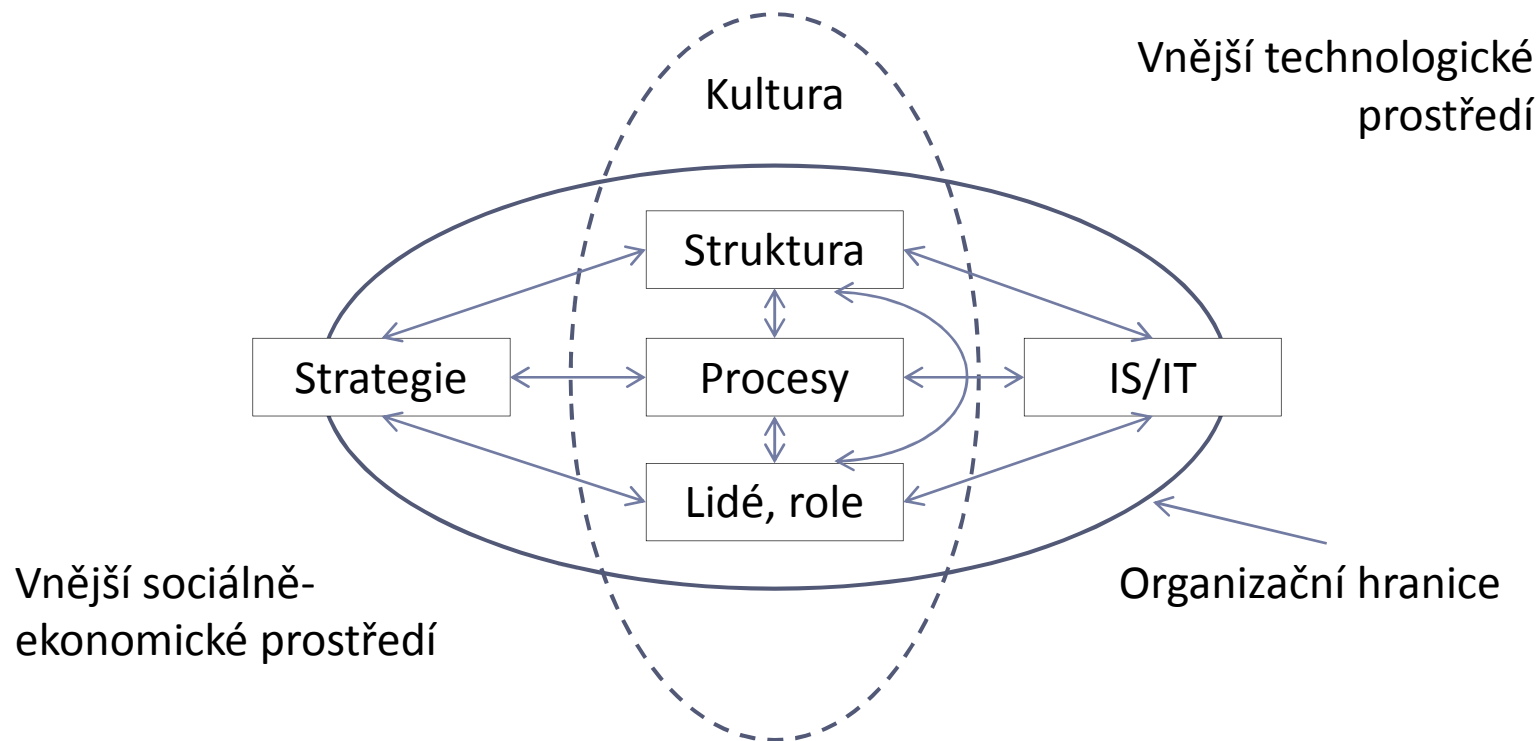 Vnější technologické
prostředí
Kultura
Struktura
Strategie
Procesy
IS/IT
Lidé, role
Vnější sociálně-
ekonomické prostředí
Organizační hranice